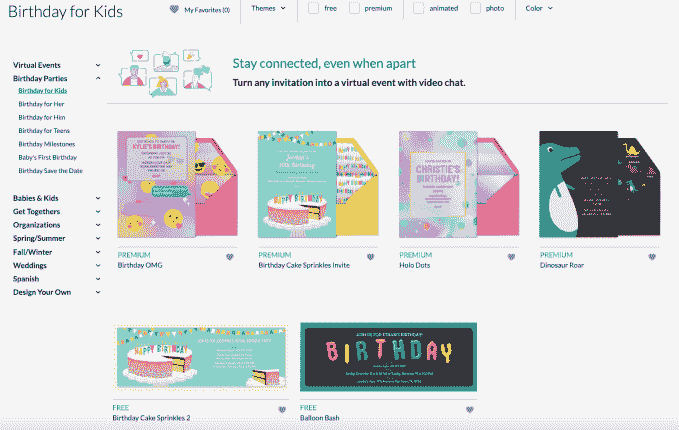 Birthday for Kids
My Favorites (0)
Themes
free
premium
animated
photo
Color
Virtual Events
Birthday Parties
Birthday for Kids
Birthday for Her
Birthday for Him
Birthday for Teens
Birthday Milestones
Baby's First Birthday
Birthday Save the Date
Babies & Kids
Get Togethers
Organizations
Spring/Summer
Fall/Winter
Weddings
Spanish
Design Your Own
Stay connected, even when apart
Turn any invitation into a virtual event with video chat.
KYLIE'S BIRTHDAY!
HAPPY BIRTHDAY
CHRISTIE'S
BIRTHDAY!
PREMIUM
Birthday OMG
PREMIUM
Birthday Cake Sprinkles Invite
PREMIUM
Holo Dots
PREMIUM
Dinosaur Roar
HAPPY BIRTHDAY
BIRTHDAY
FREE
Birthday Cake Sprinkles 2
FREE
Balloon Bash